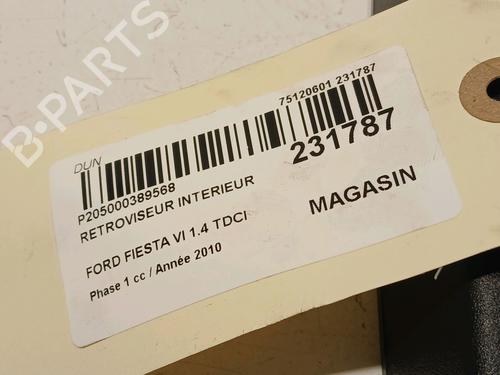 B-PARTS
DUN
75120601 231787
P205000389568
231787
RETROVISEUR INTERIEUR
MAGASIN
FORD FIESTA VI 1.4 TDCI
Phase 1 cc / Année 2010